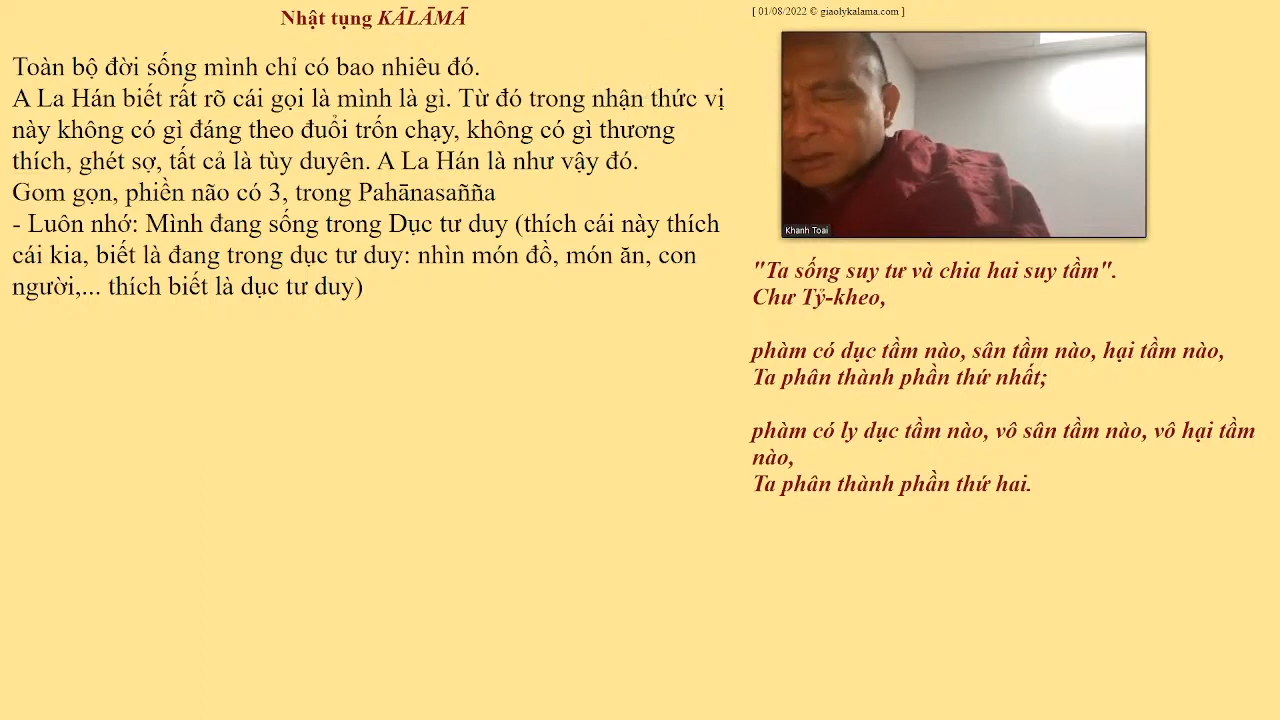 Nhật tụng KĀLĀMĀ
Toàn bộ đời sống mình chỉ có bao nhiêu đó.
A La Hán biết rất rõ cái gọi là mình là gì. Từ đó trong nhận thức vị
này không có gì đáng theo đuổi trốn chạy, không có gì thương
thích, ghét sợ, tất cả là tùy duyên. A La Hán là như vậy đó.
Gom gọn, phiền não có 3, trong Pahānasañña
- Luôn nhớ: Mình đang sống trong Dục tư duy (thích cái này thích
cái kia, biết là đang trong dục tư duy: nhìn món đồ, món ăn, con
người,... thích biết là dục tư duy)
[ 01/08/2022 © giaolykalama.com ]
Khanh Toai
"Ta sống suy tư và chia hai suy tầm".
Chư Tỷ-kheo,
phàm có dục tầm nào, sân tầm nào, hại tầm nào,
Ta phân thành phần thứ nhất;
phàm có ly dục tầm nào, vô sân tầm nào, vô hại tầm
nào,
Ta phân thành phần thứ hai.